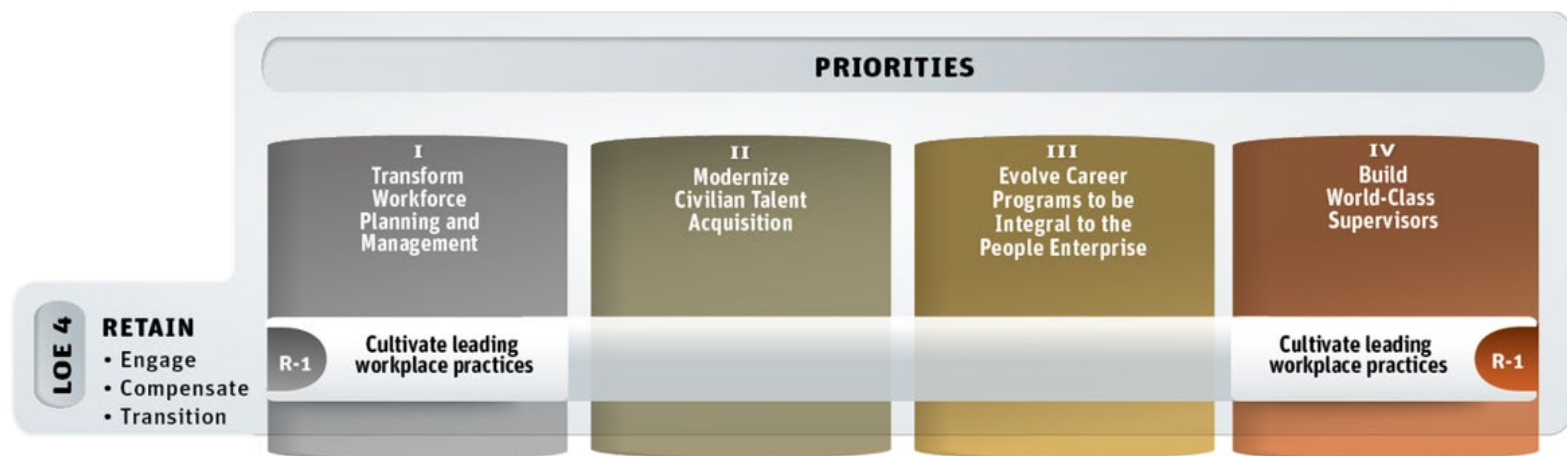 PRIORITIES
I
Transform
Workforce
Planning and
Management
II
Modernize
Civilian Talent
Acquisition
III
Evolve Career
Programs to be
Integral to the
People Enterprise
IV
Build
World-Class
Supervisors
LOE 4
RETAIN
• Engage
• Compensate
• Transition
R-1
Cultivate leading
workplace practices
Cultivate leading
workplace practices
R-1